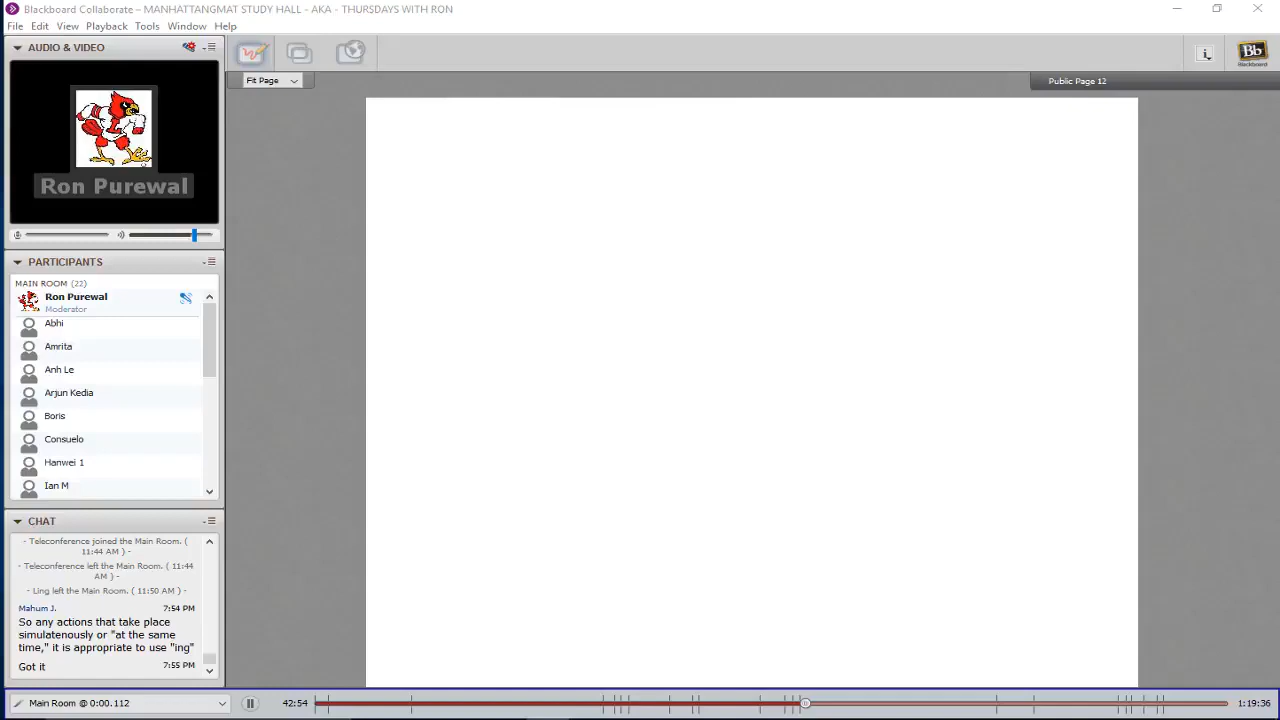 Blackboard Collaborate – MANHATTANGMAT STUDY HALL - AKA - THURSDAYS WITH RON
File Edit View Playback Tools Window Help
AUDIO & VIDEO
Ron Purewal
Fit Page
Public Page 12
i
Bb
Blackboard
PARTICIPANTS
MAIN ROOM (22)
Ron Purewal
Moderator
Abhi
Amrita
Anh Le
Arjun Kedia
Boris
Consuelo
Hanwei 1
Ian M
CHAT
- Teleconference joined the Main Room. (
11:44 AM ) -
- Teleconference left the Main Room. ( 11:44
AM ) -
- Ling left the Main Room. ( 11:50 AM ) -
Mahum J. 7:54 PM
So any actions that take place
simulatenously or "at the same
time," it is appropriate to use "ing"
Got it 7:55 PM
Main Room @ 0:00.112
42:54
1:19:36